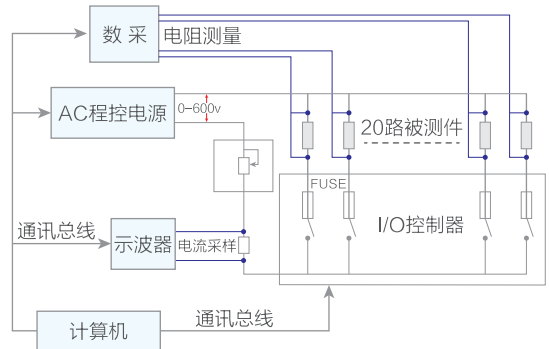 数 采
电阻测量
AC程控电源
0-600v
20路被测件
FUSE
I/O控制器
通讯总线
示波器
电流采样
计算机
通讯总线